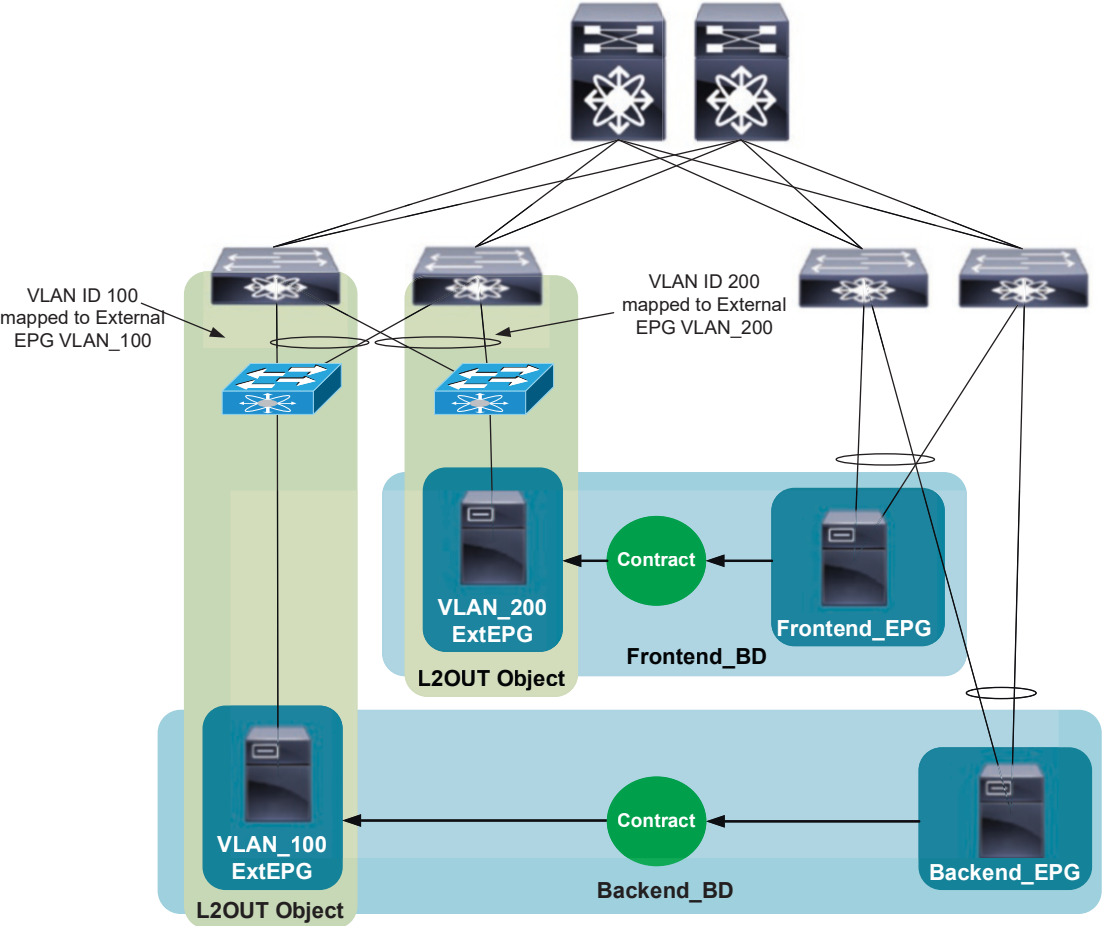 VLAN ID 100
mapped to External
EPG VLAN_100
VLAN ID 200
mapped to External
EPG VLAN_200
VLAN_200
ExtEPG
Contract
Frontend_EPG
Frontend_BD
L2OUT Object
VLAN_100
ExtEPG
Contract
Backend_EPG
Backend_BD
L2OUT Object